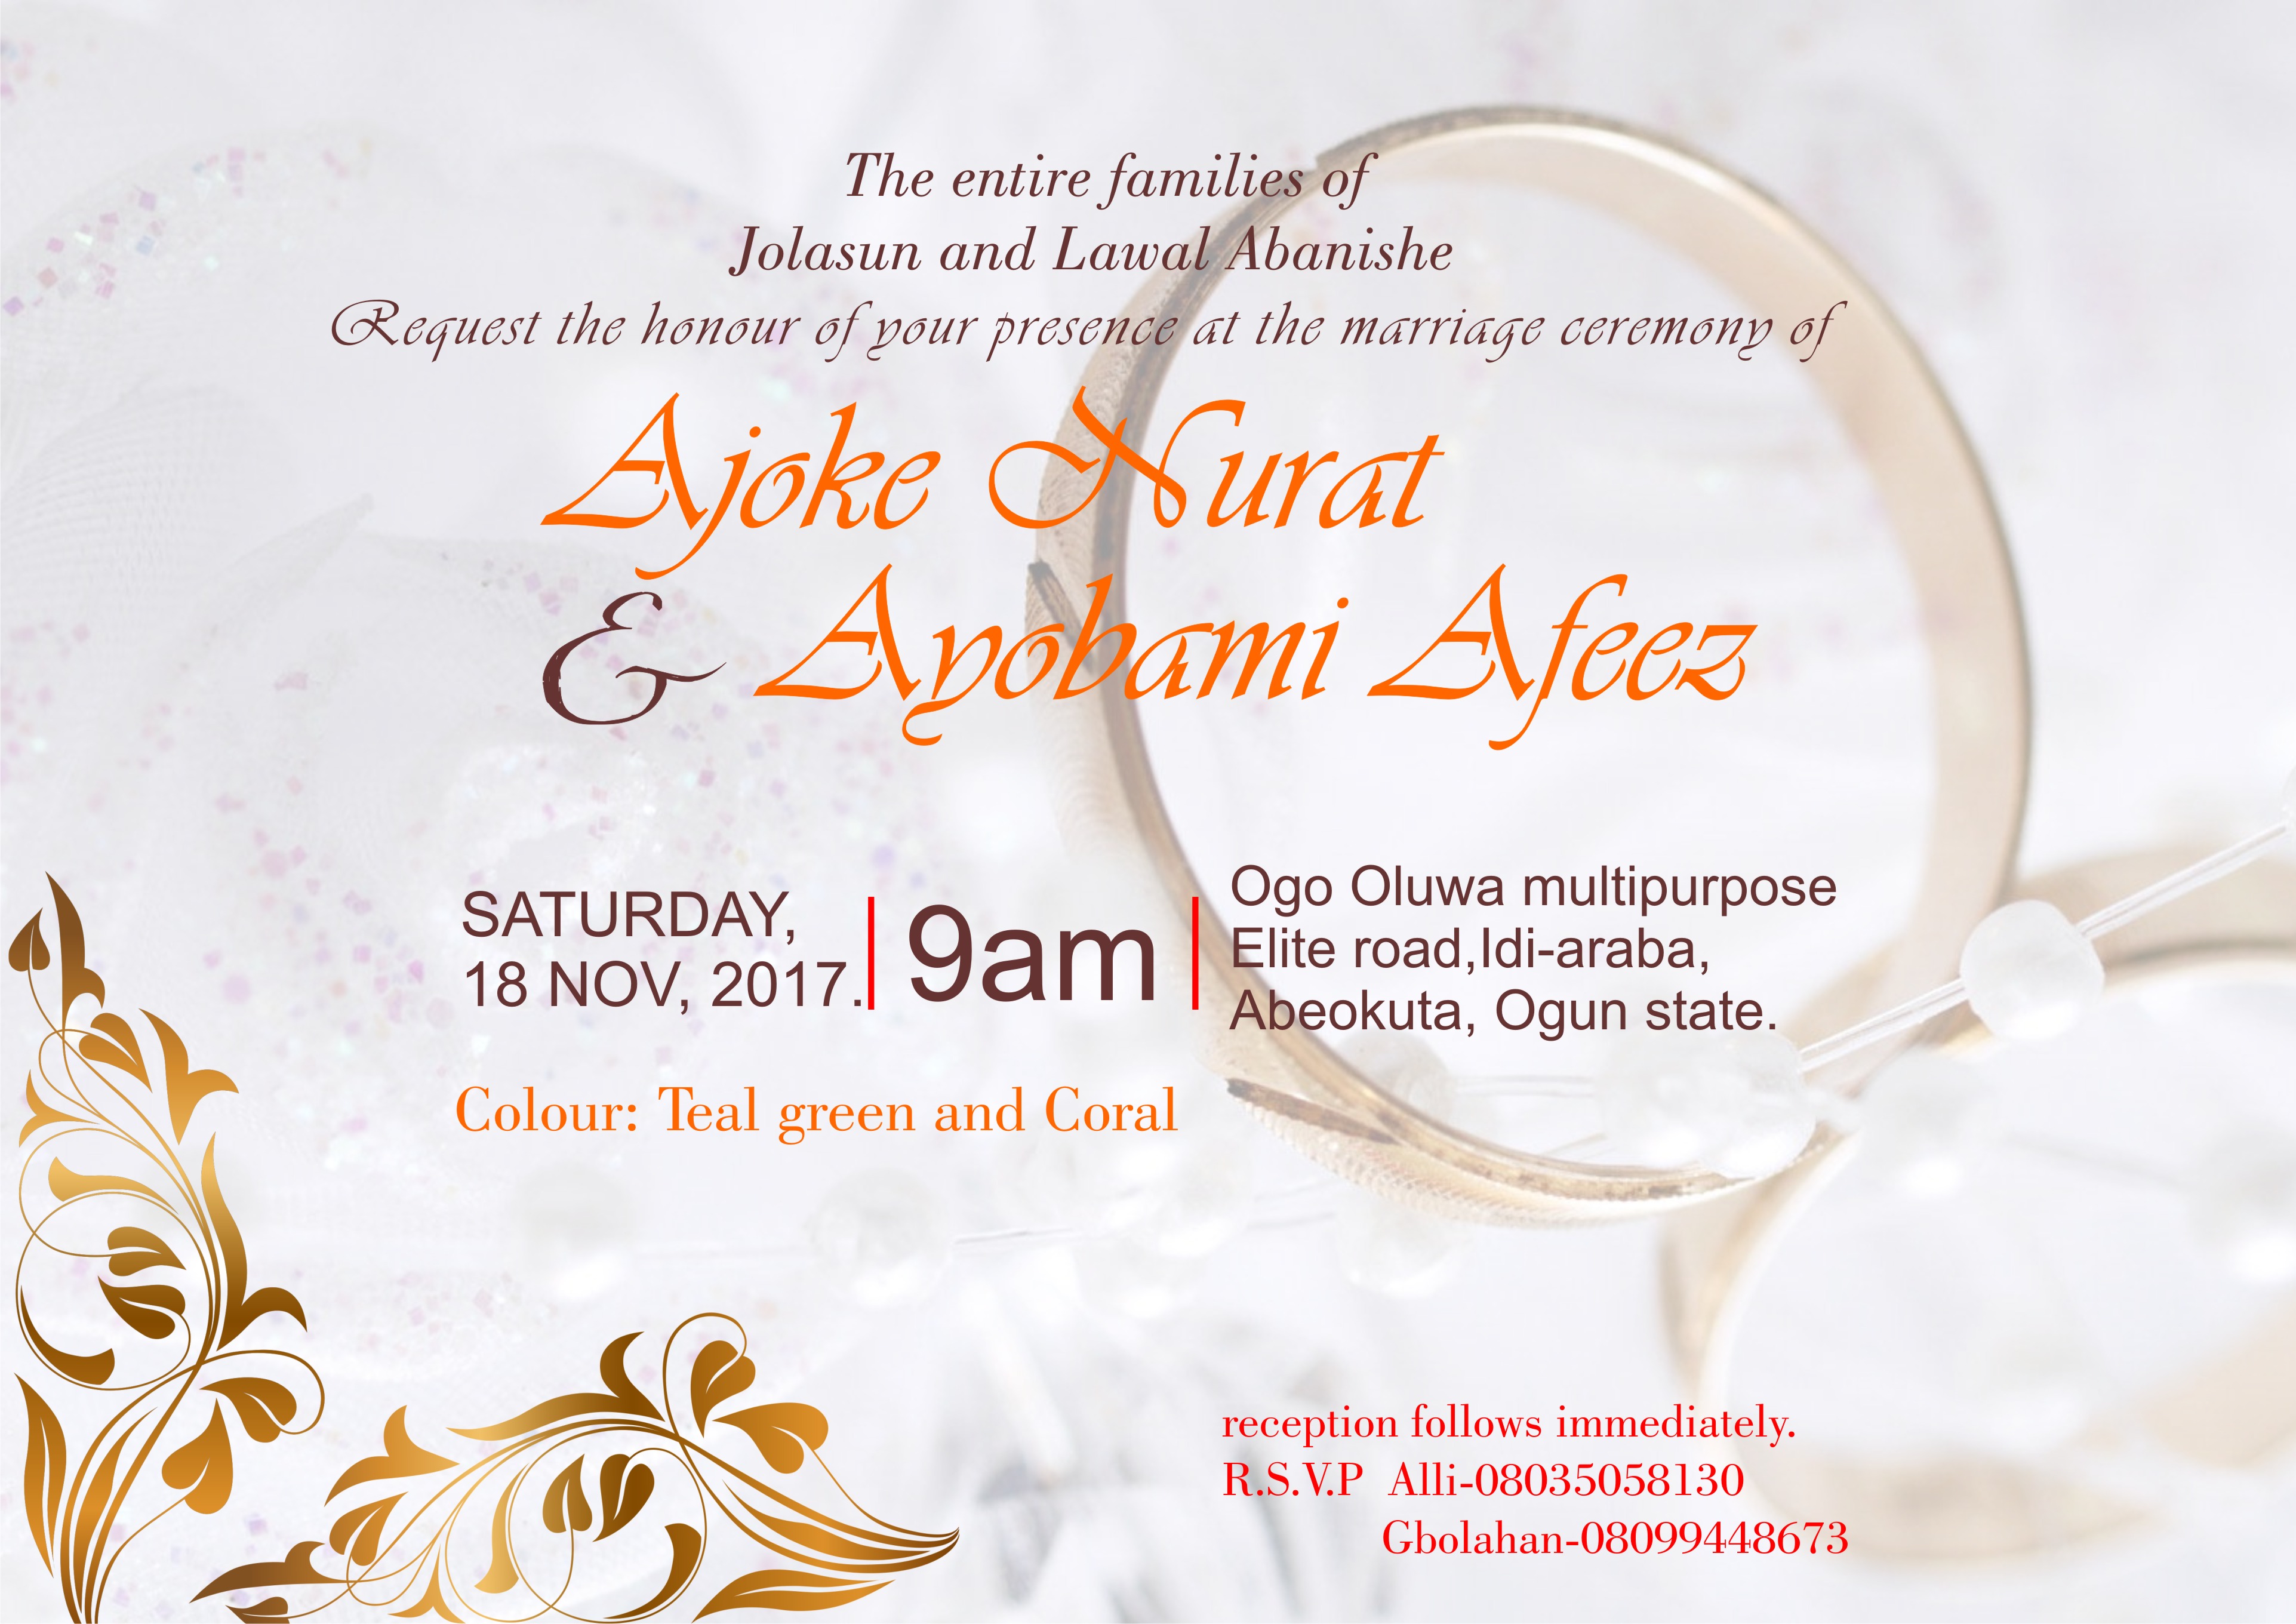 The entire families of
Jolasun and Lawal Abanishe
Request the honour of your presence at the marriage ceremony of
Ajoke Nurat
& Ayobami Afeez
SATURDAY,
18 NOV, 2017.
9am
Ogo Oluwa multipurpose
Elite road,Idi-araba,
Abeokuta, Ogun state.
Colour: Teal green and Coral
reception follows immediately.
R.S.V.P Alli-08035058130
Gbolahan-08099448673